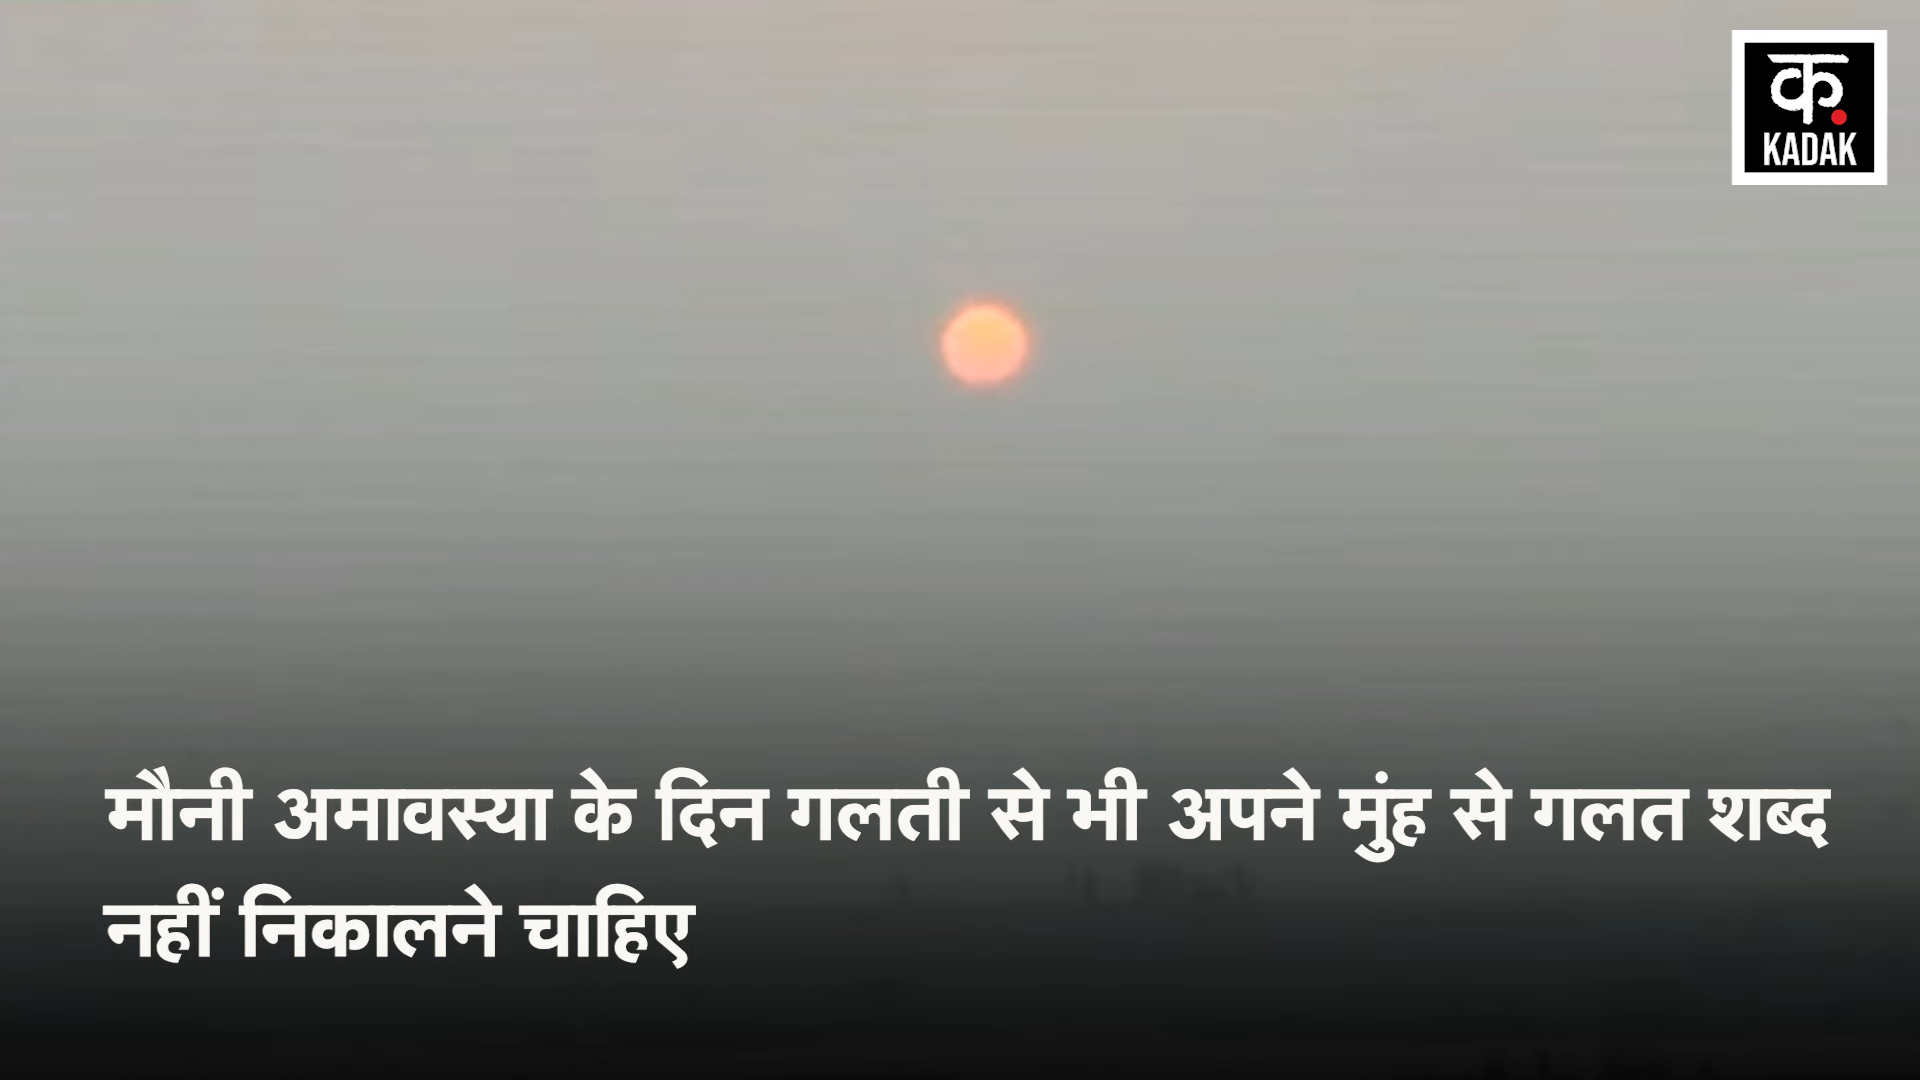 क
KADAK
मौनी अमावस्या के दिन गलती से भी अपने मुंह से गलत शब्द
नहीं निकालने चाहिए